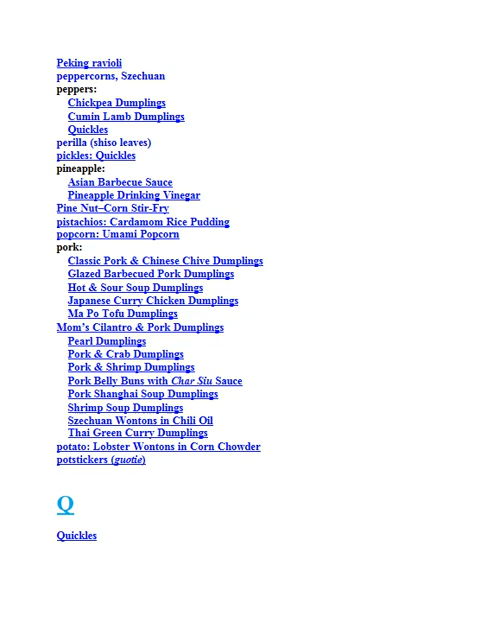 Peking ravioli
peppercorns, Szechuan
peppers:
Chickpea Dumplings
Cumin Lamb Dumplings
Quickles
perilla (shiso leaves)
pickles: Quickles
pineapple:
Asian Barbecue Sauce
Pineapple Drinking Vinegar
Pine Nut–Corn Stir-Fry
pistachios: Cardamom Rice Pudding
popcorn: Umami Popcorn
pork:
Classic Pork & Chinese Chive Dumplings
Glazed Barbecued Pork Dumplings
Hot & Sour Soup Dumplings
Japanese Curry Chicken Dumplings
Ma Po Tofu Dumplings
Mom’s Cilantro & Pork Dumplings
Pearl Dumplings
Pork & Crab Dumplings
Pork & Shrimp Dumplings
Pork Belly Buns with Char Siu Sauce
Pork Shanghai Soup Dumplings
Shrimp Soup Dumplings
Szechuan Wontons in Chili Oil
Thai Green Curry Dumplings
potato: Lobster Wontons in Corn Chowder
potstickers (guotie)
Q
Quickles